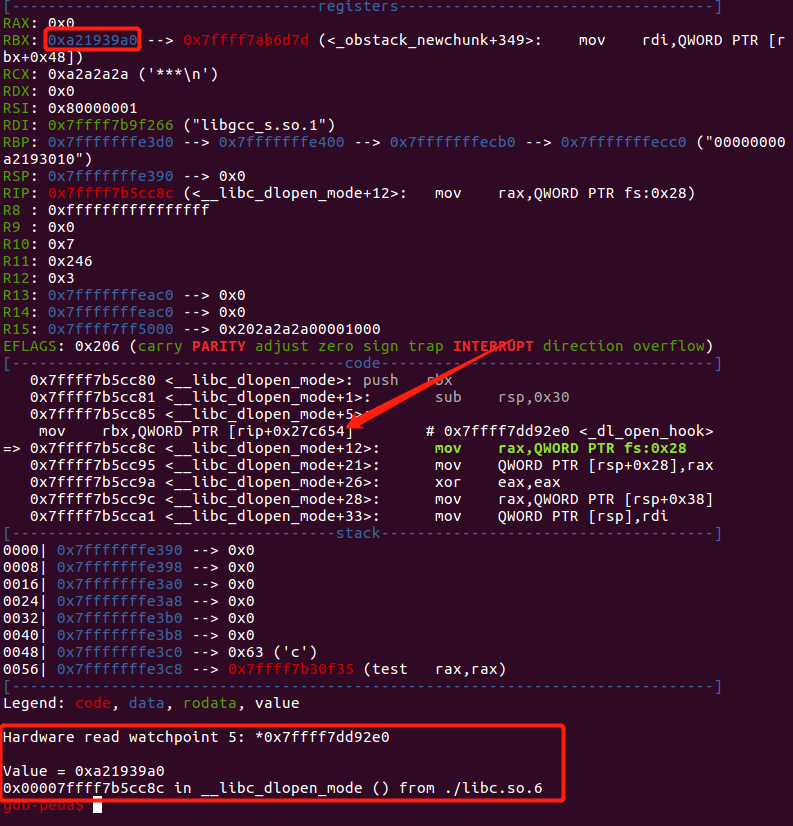 [----------------------------------registers-----------------------------------]
RAX: 0x0
RBX: 0xa21939a0 --> 0x7ffff7ab6d7d (<_obstack_newchunk+349>:    mov    rdi,QWORD PTR [r
bx+0x48])
RCX: 0xa2a2a2a ('***\n')
RDX: 0x0
RSI: 0x80000001
RDI: 0x7ffff7b9f266 ("libgcc_s.so.1")
RBP: 0x7fffffffe3d0 --> 0x7fffffffe400 --> 0x7fffffffecb0 --> 0x7fffffffecc0 ("00000000
a2193010")
RSP: 0x7fffffffe390 --> 0x0
RIP: 0x7ffff7b5cc8c (<__libc_dlopen_mode+12>:   mov    rax,QWORD PTR fs:0x28)
R8 : 0xffffffffffffffff
R9 : 0x0
R10: 0x7
R11: 0x246
R12: 0x3
R13: 0x7fffffffeac0 --> 0x0
R14: 0x7fffffffeac0 --> 0x0
R15: 0x7ffff7ff5000 --> 0x202a2a2a00001000
EFLAGS: 0x206 (carry PARITY adjust zero sign trap INTERRUPT direction overflow)
[-------------------------------------code-------------------------------------]
   0x7ffff7b5cc80 <__libc_dlopen_mode>: push   rbx
   0x7ffff7b5cc81 <__libc_dlopen_mode+1>:       sub    rsp,0x30
   0x7ffff7b5cc85 <__libc_dlopen_mode+5>:
    mov    rbx,QWORD PTR [rip+0x27c654]        # 0x7ffff7dd92e0 <_dl_open_hook>
=> 0x7ffff7b5cc8c <__libc_dlopen_mode+12>:      mov    rax,QWORD PTR fs:0x28
   0x7ffff7b5cc95 <__libc_dlopen_mode+21>:      mov    QWORD PTR [rsp+0x28],rax
   0x7ffff7b5cc9a <__libc_dlopen_mode+26>:      xor    eax,eax
   0x7ffff7b5cc9c <__libc_dlopen_mode+28>:      mov    rax,QWORD PTR [rsp+0x38]
   0x7ffff7b5cca1 <__libc_dlopen_mode+33>:      mov    QWORD PTR [rsp],rdi
[------------------------------------stack-------------------------------------]
0000| 0x7fffffffe390 --> 0x0
0008| 0x7fffffffe398 --> 0x0
0016| 0x7fffffffe3a0 --> 0x0
0024| 0x7fffffffe3a8 --> 0x0
0032| 0x7fffffffe3b0 --> 0x0
0040| 0x7fffffffe3b8 --> 0x0
0048| 0x7fffffffe3c0 --> 0x63 ('c')
0056| 0x7fffffffe3c8 --> 0x7ffff7b30f35 (test   rax,rax)
[------------------------------------------------------------------------------]
Legend: code, data, rodata, value
Hardware read watchpoint 5: *0x7ffff7dd92e0
Value = 0xa21939a0
0x00007ffff7b5cc8c in __libc_dlopen_mode () from ./libc.so.6
gdb-peda$